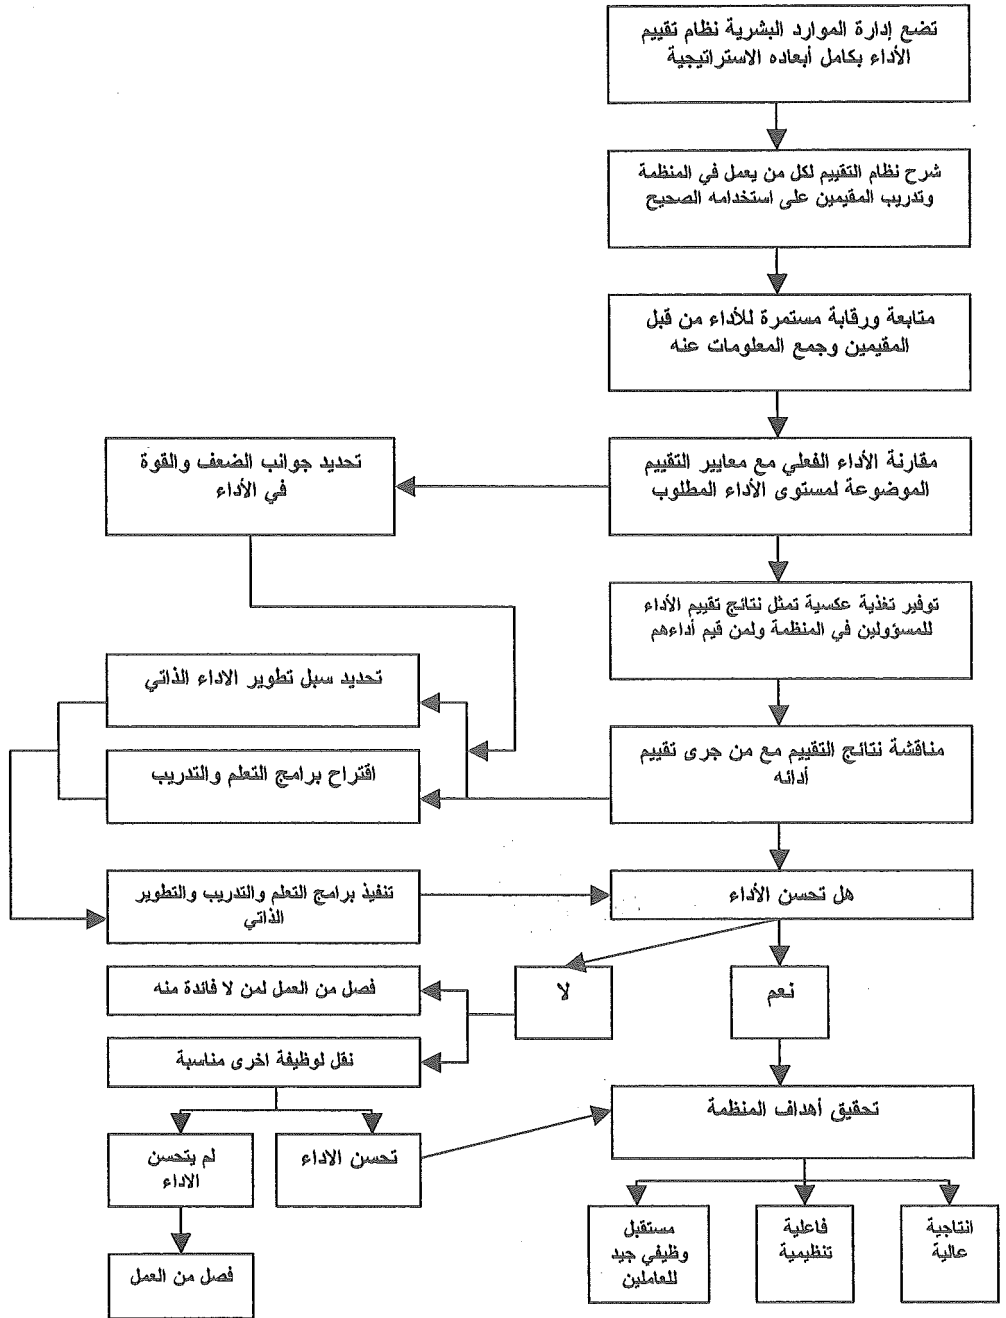 تضع إدارة الموارد البشرية نظام تقييم
الأداء بكامل أبعاده الاستراتيجية
شرح نظام التقييم لكل من يعمل في المنظمة
وتدريب المقيمين على استخدامه الصحيح
متابعة ورقابة مستمرة للأداء من قبل
المقيمين وجمع المعلومات عنه
مقارنة الأداء الفعلي مع معايير التقييم
الموضوعة لمستوى الأداء المطلوب
تحديد جوانب الضعف والقوة
في الأداء
توفير تغذية عكسية تمثل نتائج تقييم الأداء
للمسؤولين في المنظمة ولمن قيم أداءهم
تحديد سبل تطوير الاداء الذاتي
مناقشة نتائج التقييم مع من جرى تقييم
أدائه
اقتراح برامج التعلم والتدريب
هل تحسن الأداء
تنفيذ برامج التعلم والتدريب والتطوير
الذاتي
نعم
لا
فصل من العمل لمن لا فائدة منه
نقل لوظيفة اخرى مناسبة
تحقيق أهداف المنظمة
تحسن الاداء
لم يتحسن
الاداء
انتاجية
عالية
فاعلية
تنظيمية
مستقبل
وظيفي جيد
للعاملين
فصل من العمل